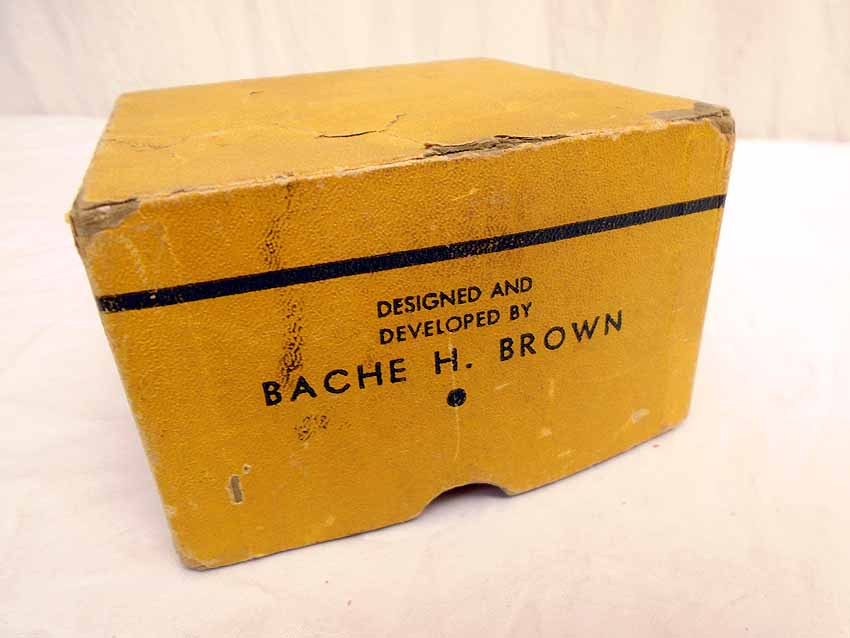 DESIGNED AND
DEVELOPED BY
BACHE H. BROWN